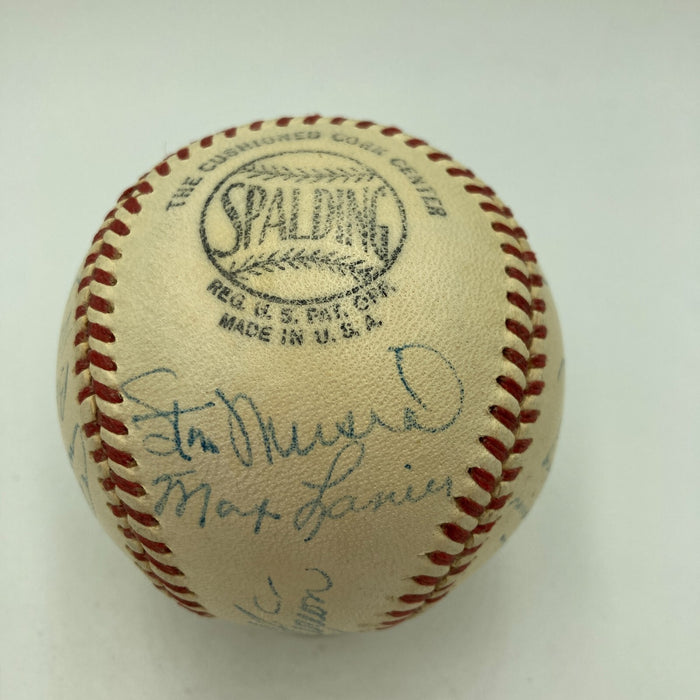 THE CUSHIONED CORK CENTER
SPALDING
REG. U. S. PAT. OFF.
MADE IN U. S. A.
Stan Musial
Max Lanier